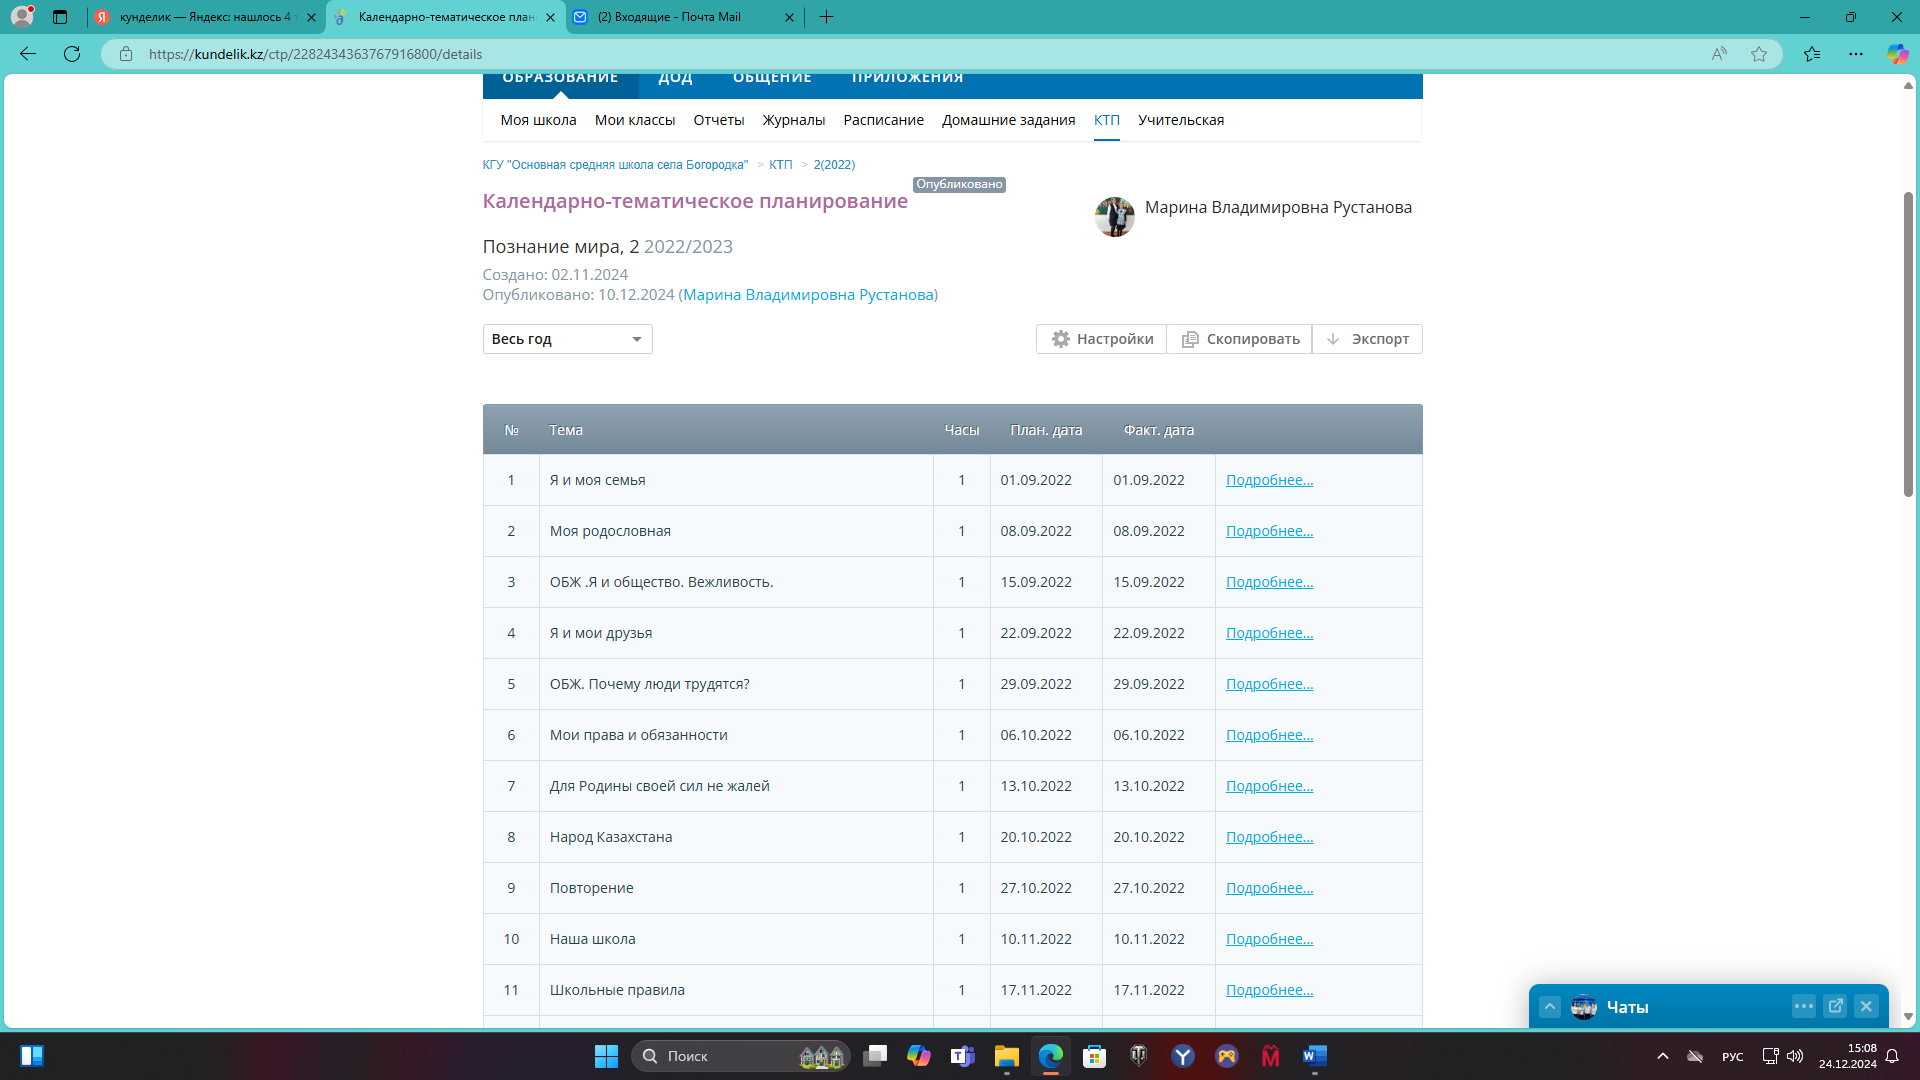 кунделик — Яндекс: нашлось 4 т
Календарно-тематическое план
(2) Входящие - Почта Mail
https://kundelik.kz/ctp/2282434363767916800/details
ОБРАЗОВАНИЕ ДОД ОБЩЕНИЕ ПРИЛОЖЕНИЯ
Моя школа Мои классы Отчеты Журналы Расписание Домашние задания КТП Учительская
КГУ "Основная средняя школа села Богородка" > КТП > 2(2022)
Опубликовано
Календарно-тематическое планирование
Марина Владимировна Рустанова
Познание мира, 2 2022/2023
Создано: 02.11.2024
Опубликовано: 10.12.2024 (Марина Владимировна Рустанова)
Весь год
Настройки Скопировать Экспорт
№ Тема Часы План. дата Факт. дата
1 Я и моя семья 1 01.09.2022 01.09.2022 Подробнее...
2 Моя родословная 1 08.09.2022 08.09.2022 Подробнее...
3 ОБЖ .Я и общество. Вежливость. 1 15.09.2022 15.09.2022 Подробнее...
4 Я и мои друзья 1 22.09.2022 22.09.2022 Подробнее...
5 ОБЖ. Почему люди трудятся? 1 29.09.2022 29.09.2022 Подробнее...
6 Мои права и обязанности 1 06.10.2022 06.10.2022 Подробнее...
7 Для Родины своей сил не жалей 1 13.10.2022 13.10.2022 Подробнее...
8 Народ Казахстана 1 20.10.2022 20.10.2022 Подробнее...
9 Повторение 1 27.10.2022 27.10.2022 Подробнее...
10 Наша школа 1 10.11.2022 10.11.2022 Подробнее...
11 Школьные правила 1 17.11.2022 17.11.2022 Подробнее...
Чаты
Поиск
РУС
15:08
24.12.2024